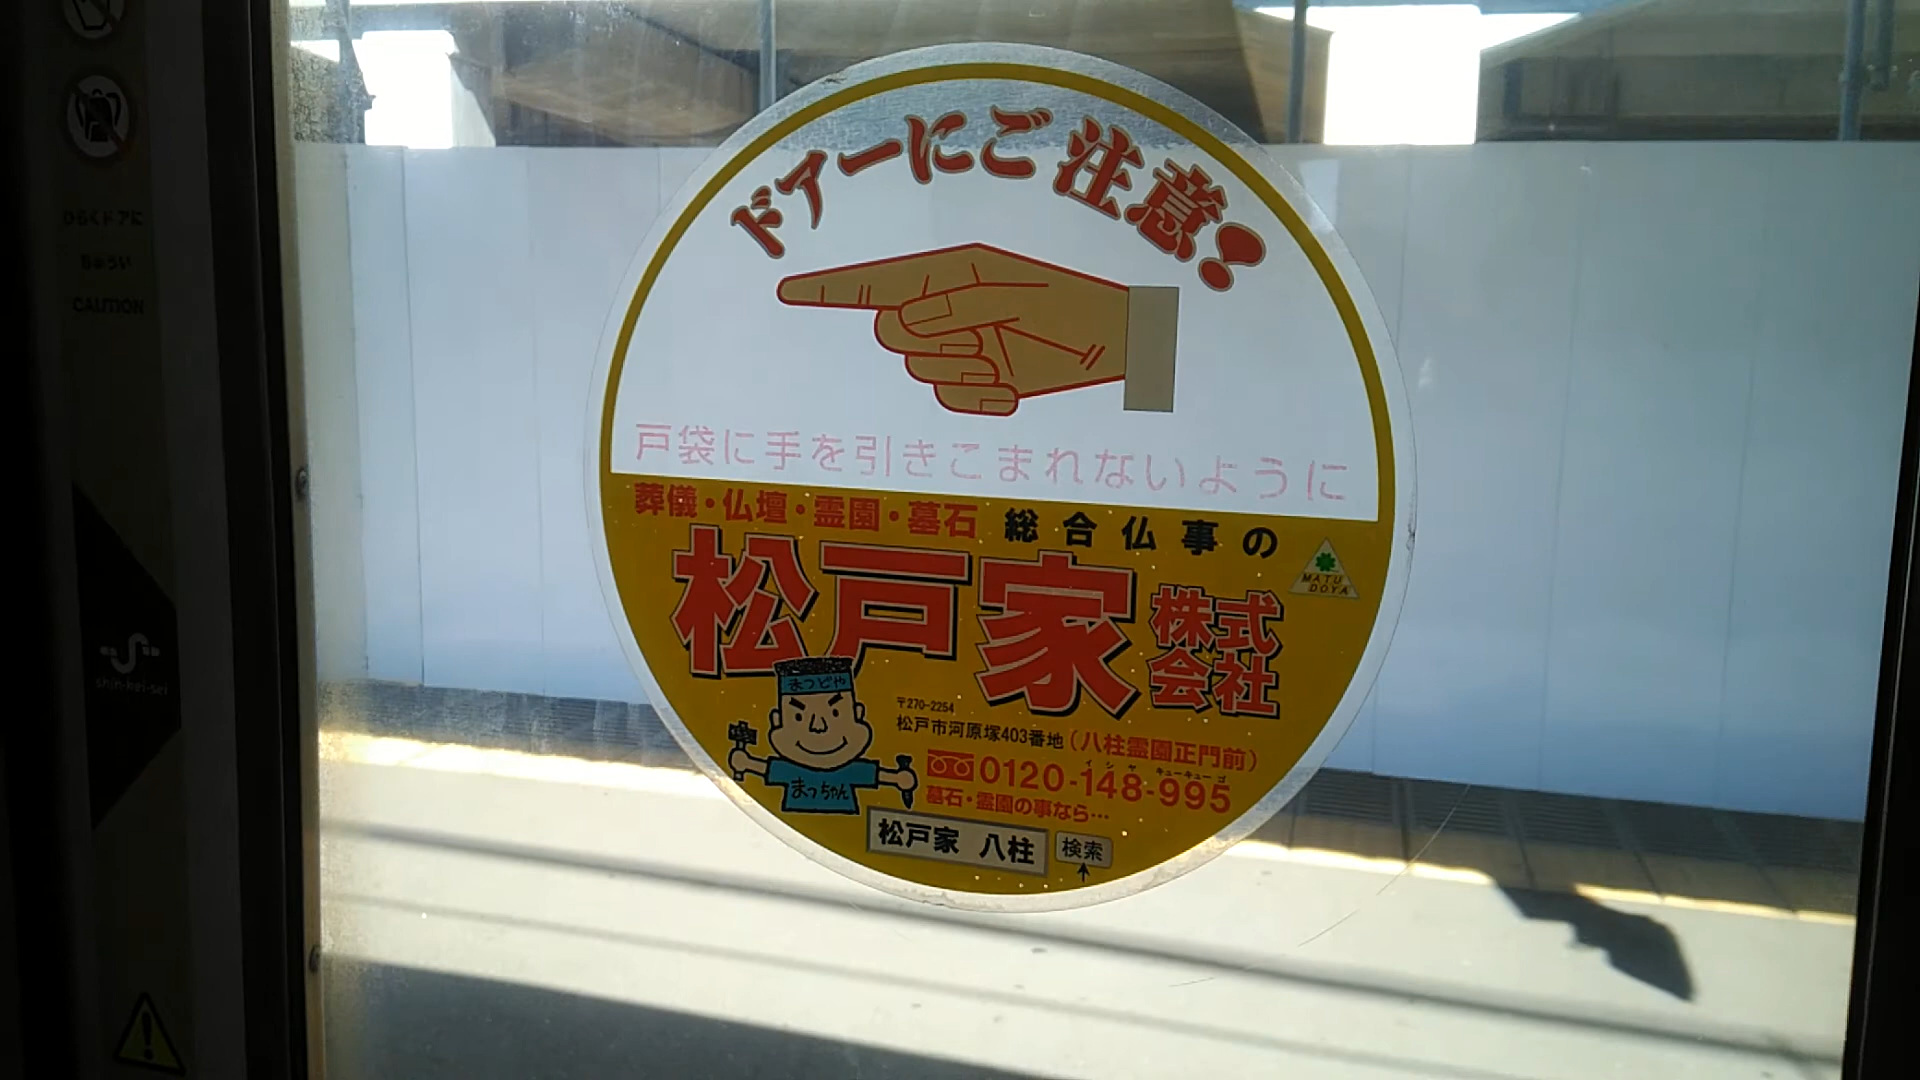 ひらくドアに
ちゅうい
CAUTION
shin-kei-sei
ドアーにご注意!
戸袋に手を引きこまれないように
葬儀・仏壇・霊園・墓石 総合仏事の
松戸家 株式会社
MATU
DOYA
まつどや
まっちゃん
〒270-2254
松戸市河原塚403番地(八柱霊園正門前)
イシヤ キューキューゴ
0120-148-995
墓石・霊園の事なら…
松戸家 八柱 検索